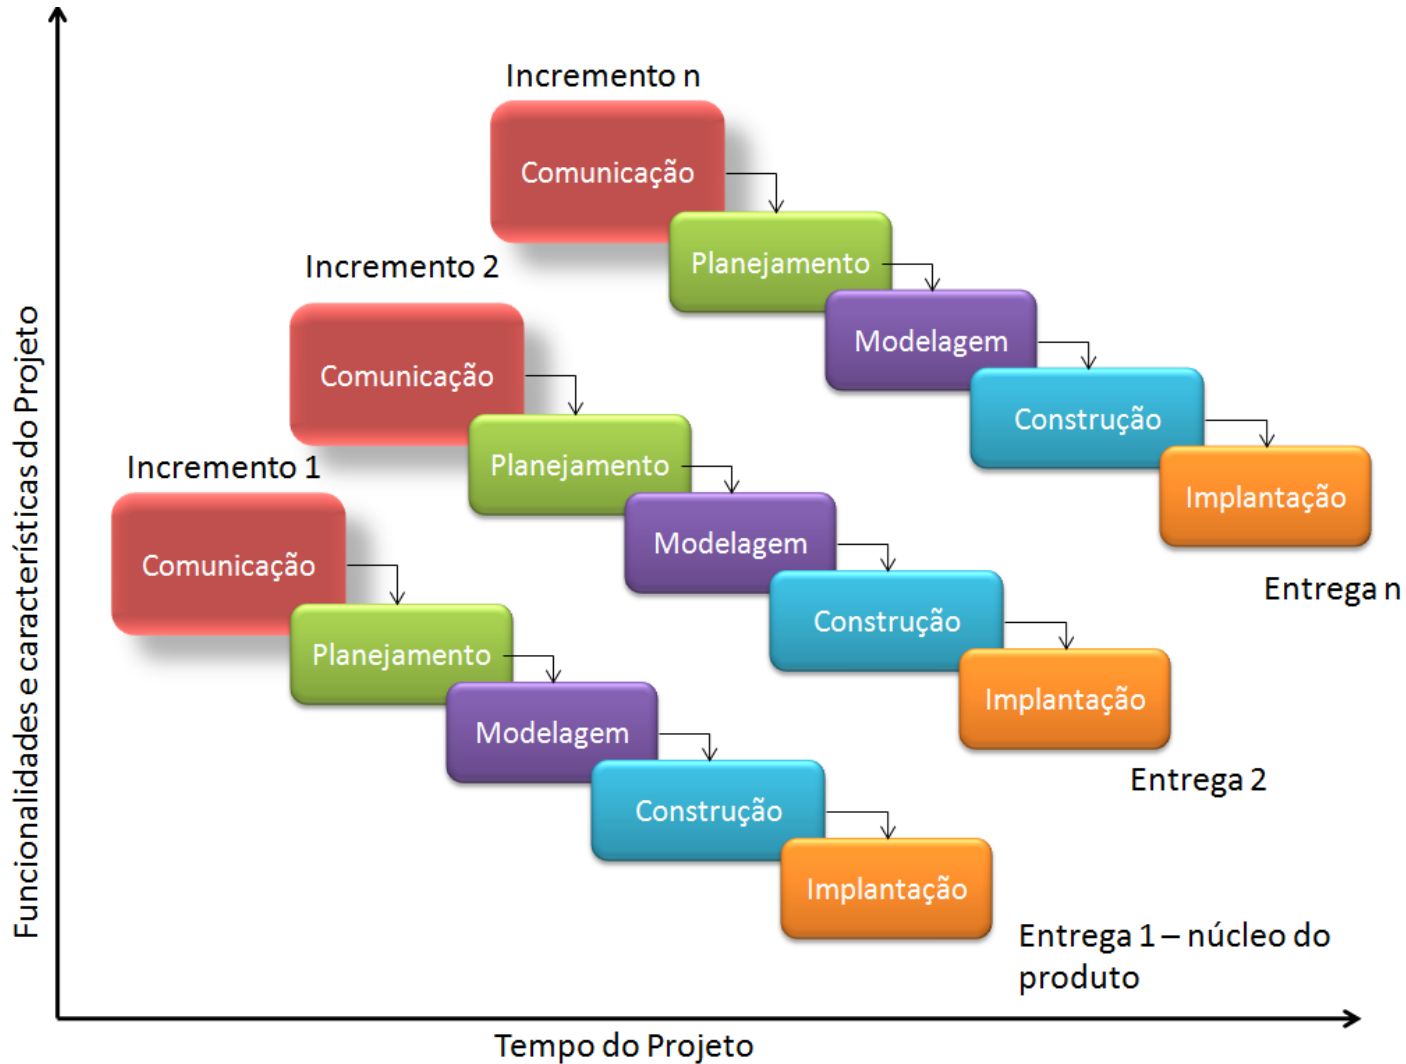 Incremento n
Comunicação
Planejamento
Modelagem
Construção
Implantação
Entrega n
Incremento 2
Comunicação
Planejamento
Modelagem
Construção
Implantação
Entrega 2
Incremento 1
Comunicação
Planejamento
Modelagem
Construção
Implantação
Entrega 1 – núcleo do
produto
Funcionalidades e características do Projeto
Tempo do Projeto